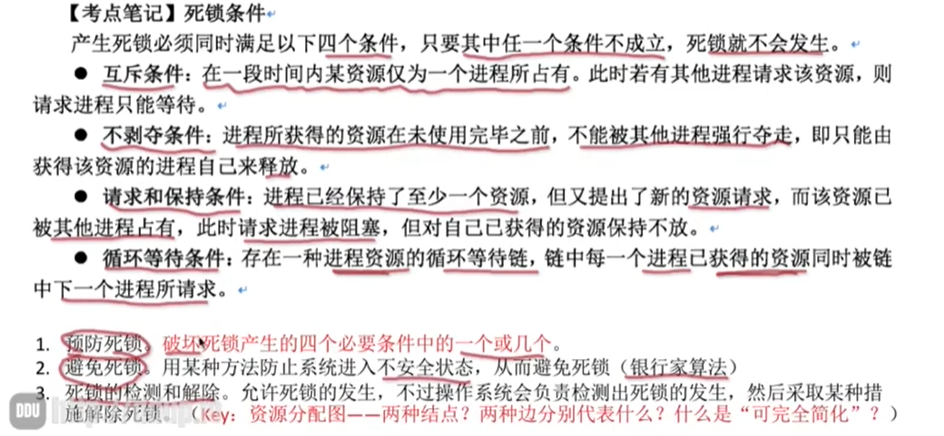 【考点笔记】死锁条件
产生死锁必须同时满足以下四个条件，只要其中任一个条件不成立，死锁就不会发生。
● 互斥条件：在一段时间内某资源仅为一个进程所占有。此时若有其他进程请求该资源，则
请求进程只能等待。
● 不剥夺条件：进程所获得的资源在未使用完毕之前，不能被其他进程强行夺走，即只能由
获得该资源的进程自己来释放。
● 请求和保持条件：进程已经保持了至少一个资源，但又提出了新的资源请求，而该资源已
被其他进程占有，此时请求进程被阻塞，但对自己已获得的资源保持不放。
● 循环等待条件：存在一种进程资源的循环等待链，链中每一个进程已获得的资源同时被链
中下一个进程所请求。
1. 预防死锁。破坏死锁产生的四个必要条件中的一个或几个。
2. 避免死锁。用某种方法防止系统进入不安全状态，从而避免死锁（银行家算法）
3. 死锁的检测和解除。允许死锁的发生，不过操作系统会负责检测出死锁的发生，然后采取某种措
施解除死锁。（Key：资源分配图——两种结点？两种边分别代表什么？什么是“可完全简化”？）
DDU